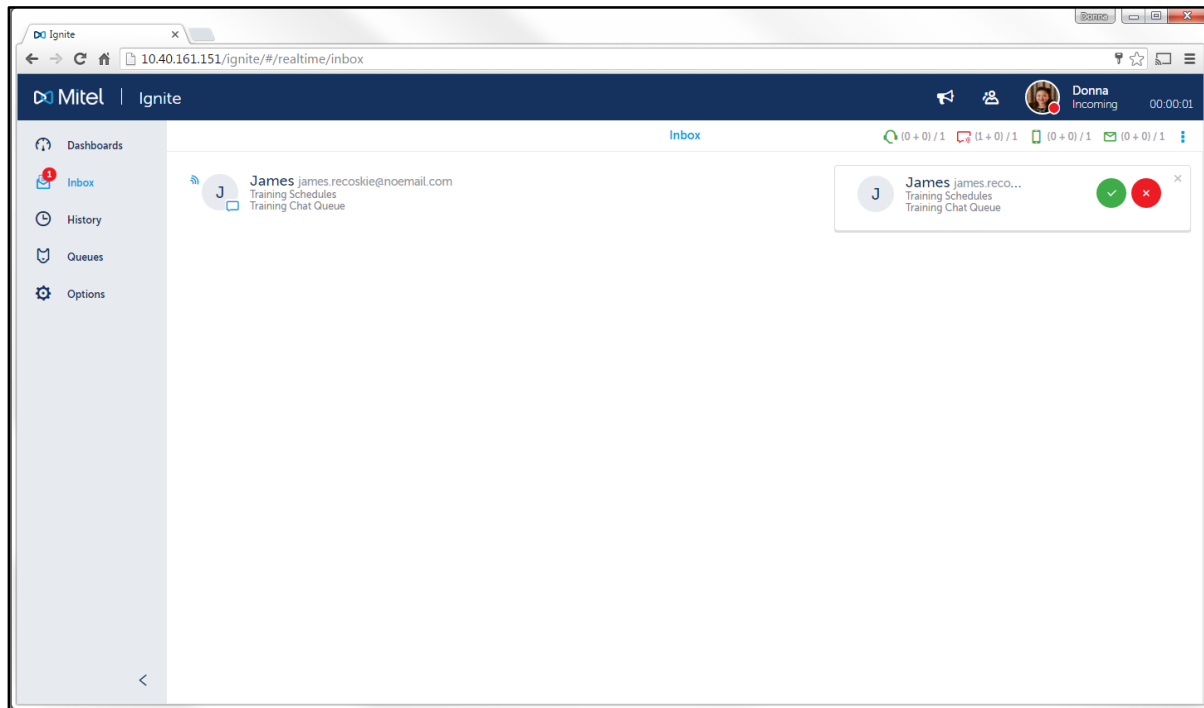 Donna
Ignite
10.40.161.151/ignite/#/realtime/inbox
Mitel | Ignite
Donna
Incoming 00:00:01
Dashboards
1
Inbox
History
Queues
Options
Inbox
(0 + 0) / 1 (1 + 0) / 1 (0 + 0) / 1 (0 + 0) / 1
J
James james.recoskie@noemail.com
Training Schedules
Training Chat Queue
J
James james.reco...
Training Schedules
Training Chat Queue